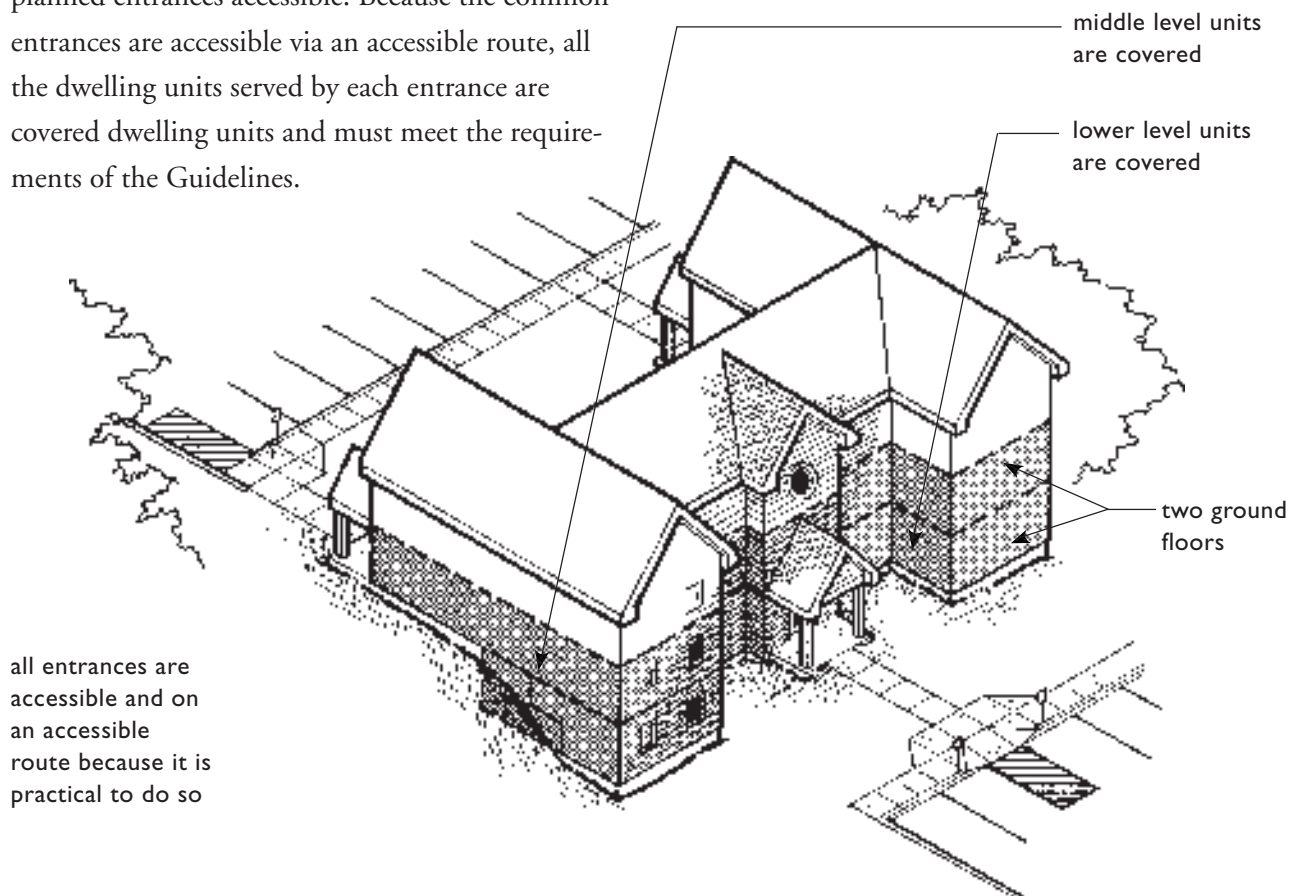 planned entrances accessible. Because the common
entrances are accessible via an accessible route, all
the dwelling units served by each entrance are
covered dwelling units and must meet the require-
ments of the Guidelines.
middle level units
are covered
lower level units
are covered
two ground
floors
all entrances are
accessible and on
an accessible
route because it is
practical to do so